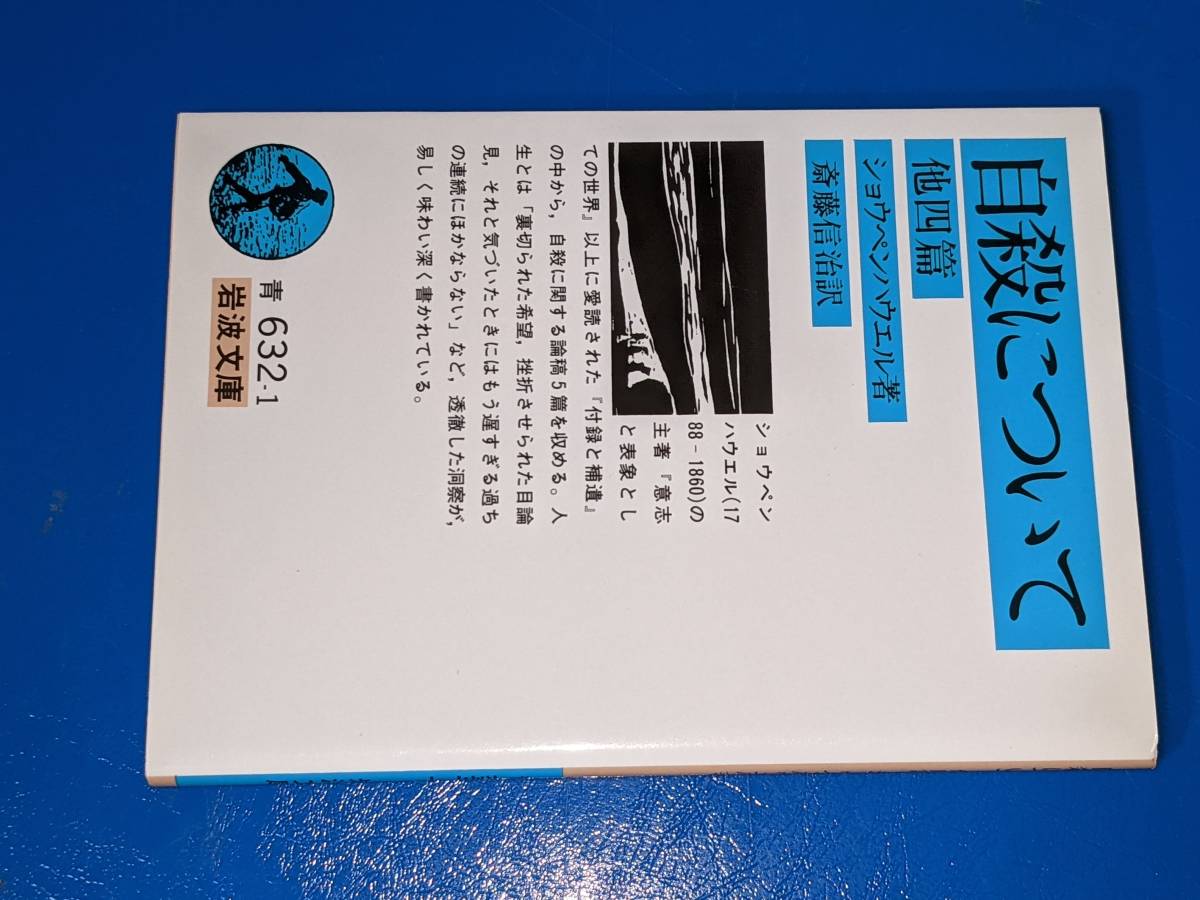 自殺について
他四篇
ショウペンハウエル著
斎藤信治訳
ショウペン
ハウエル(17
88-1860)の
主著『意志
と表象とし
ての世界』以上に愛読された『付録と補遺』
の中から，自殺に関する論稿5篇を収める。人
生とは「裏切られた希望，挫折させられた目論
見，それと気づいたときにはもう遅すぎる過ち
の連続にほかならない」など，透徹した洞察が，
易しく味わい深く書かれている。
青 632-1
岩波文庫